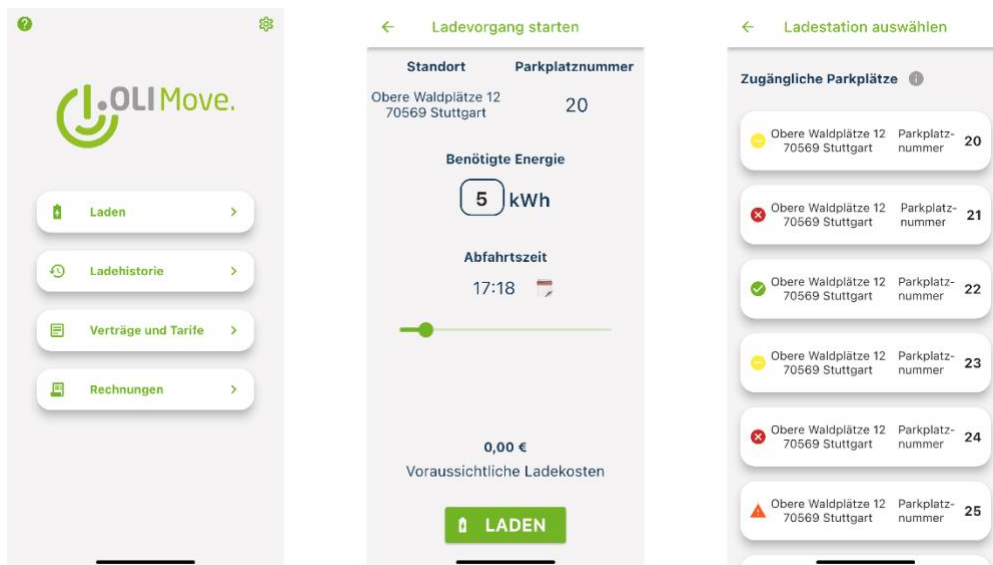 OLI Move.
Laden
Ladehistorie
Verträge und Tarife
Rechnungen
Ladevorgang starten
Standort Parkplatznummer
Obere Waldplätze 12
70569 Stuttgart
20
Benötigte Energie
5 kWh
Abfahrtszeit
17:18
0,00 €
Voraussichtliche Ladekosten
LADEN
Ladestation auswählen
Zugängliche Parkplätze
Obere Waldplätze 12 Parkplatz-
70569 Stuttgart nummer 20
Obere Waldplätze 12 Parkplatz-
70569 Stuttgart nummer 21
Obere Waldplätze 12 Parkplatz-
70569 Stuttgart nummer 22
Obere Waldplätze 12 Parkplatz-
70569 Stuttgart nummer 23
Obere Waldplätze 12 Parkplatz-
70569 Stuttgart nummer 24
Obere Waldplätze 12 Parkplatz-
70569 Stuttgart nummer 25